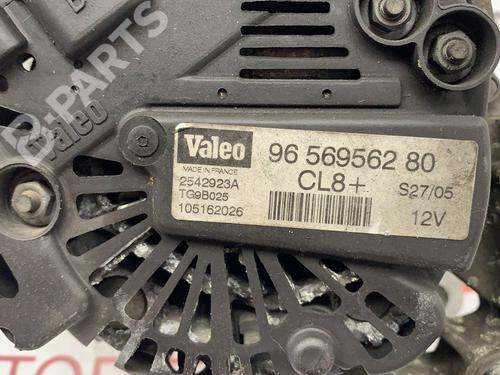 B-PARTS
Valeo
Valeo
MADE IN FRANCE
2542923A
TG9B025
105162026
96 569562 80
CL8+
S27/05
12V